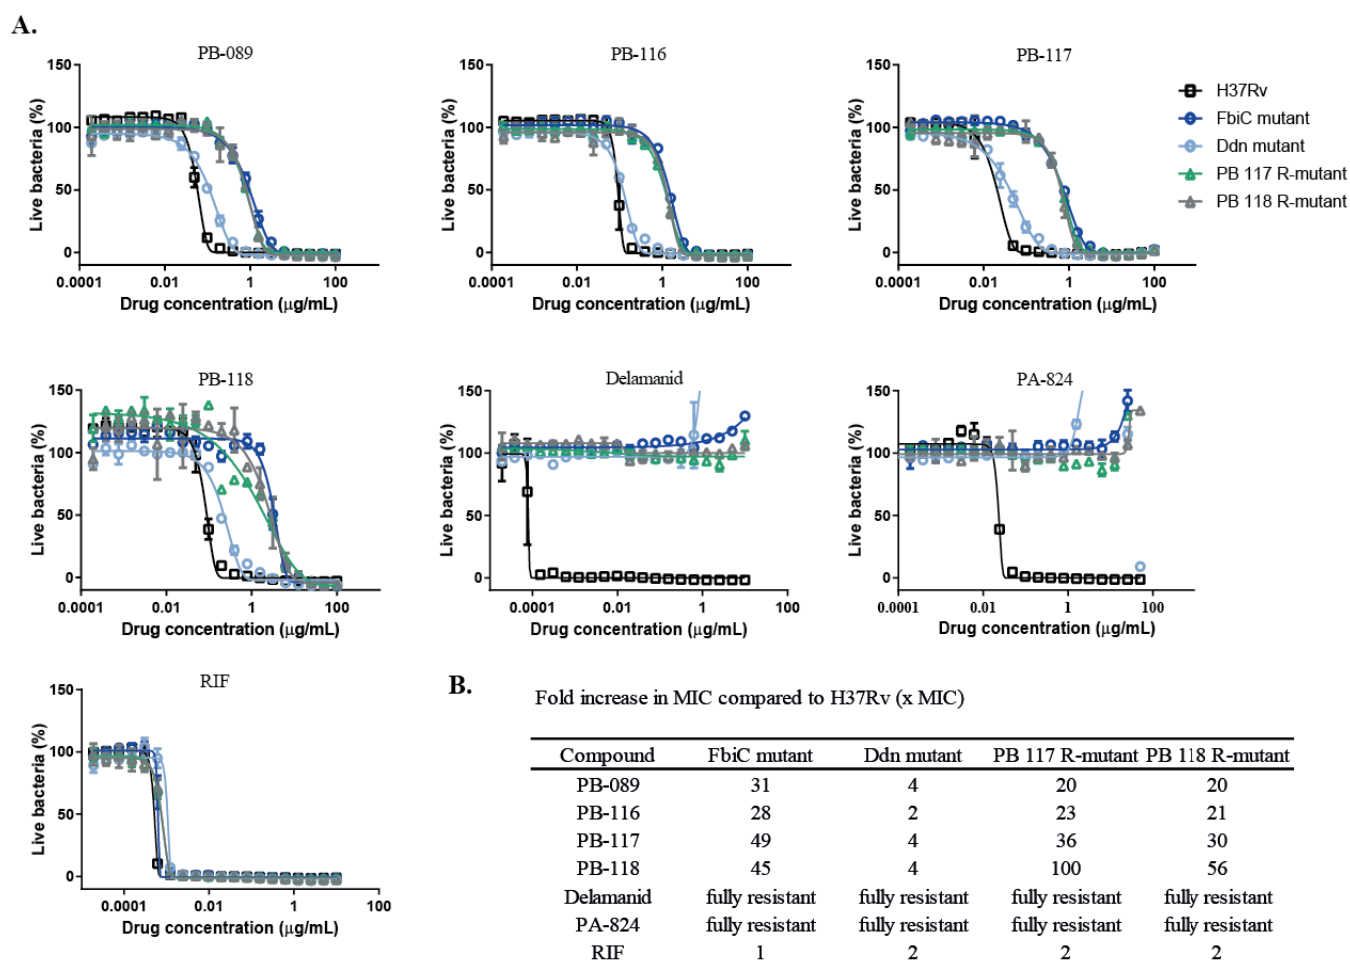 A.
PB-089
150
100
50
0
Live bacteria (%)
0.0001 0.01 1 100
Drug concentration (μg/mL)
PB-116
150
100
50
0
Live bacteria (%)
0.0001 0.01 1 100
Drug concentration (μg/mL)
PB-117
150
100
50
0
Live bacteria (%)
0.0001 0.01 1 100
Drug concentration (μg/mL)
H37Rv
FbiC mutant
Ddn mutant
PB 117 R-mutant
PB 118 R-mutant
PB-118
150
100
50
0
Live bacteria (%)
0.0001 0.01 1 100
Drug concentration (μg/mL)
Delamanid
150
100
50
0
Live bacteria (%)
0.0001 0.01 1 100
Drug concentration (μg/mL)
PA-824
150
100
50
0
Live bacteria (%)
0.0001 0.01 1 100
Drug concentration (μg/mL)
RIF
150
100
50
0
Live bacteria (%)
0.0001 0.01 1 100
Drug concentration (μg/mL)
B.
Fold increase in MIC compared to H37Rv (x MIC)
Compound FbiC mutant Ddn mutant PB 117 R-mutant PB 118 R-mutant
PB-089 31 4 20 20
PB-116 28 2 23 21
PB-117 49 4 36 30
PB-118 45 4 100 56
Delamanid fully resistant fully resistant fully resistant fully resistant
PA-824 fully resistant fully resistant fully resistant fully resistant
RIF 1 2 2 2